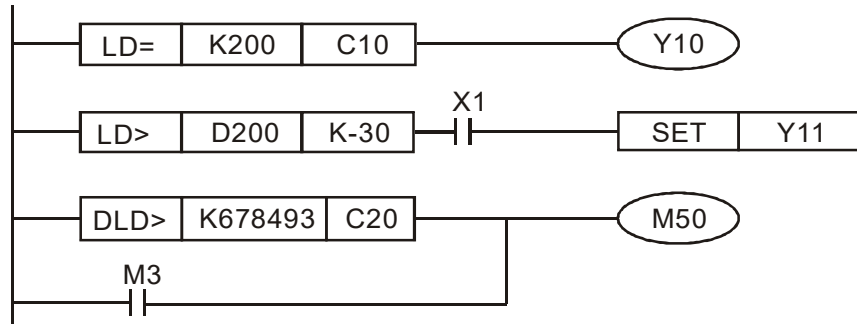 LD= K200 C10 Y10
X1
LD> D200 K-30 SET Y11
DLD> K678493 C20 M50
M3